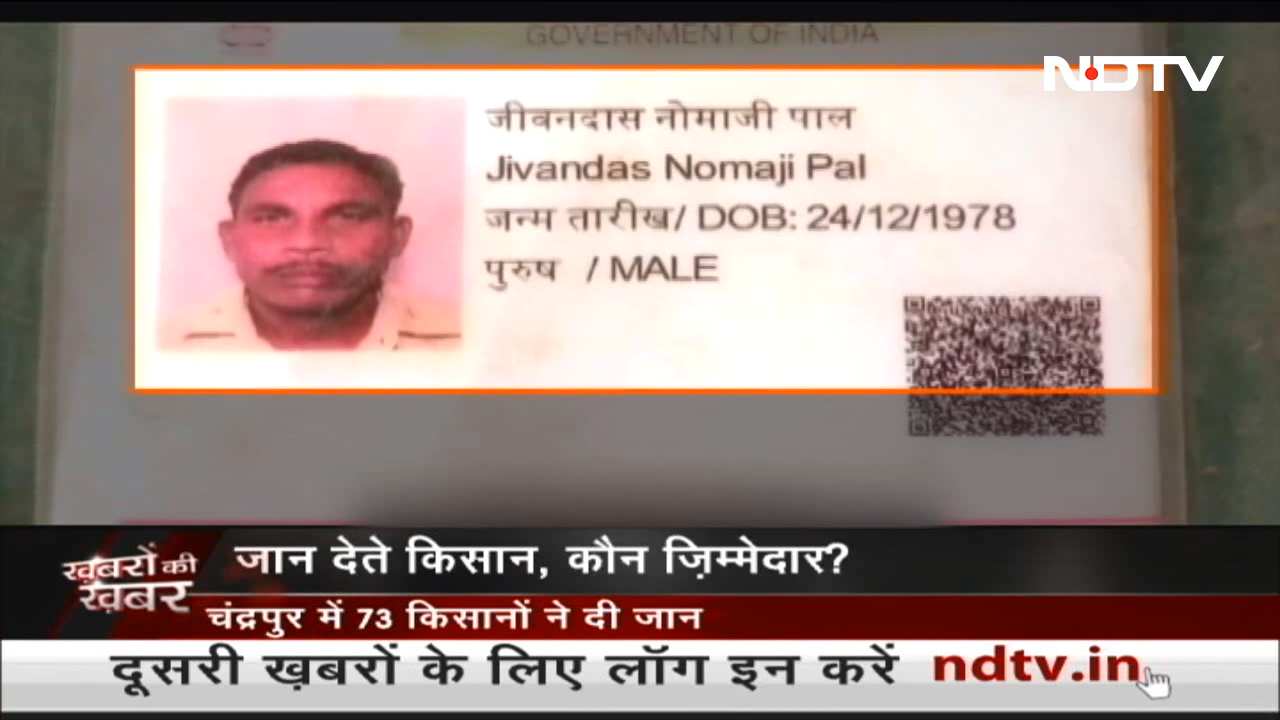 GOVERNMENT OF INDIA
NDTV
जीवनदास नोमाजी पाल
Jivandas Nomaji Pal
जन्म तारीख/ DOB: 24/12/1978
पुरुष / MALE
ख़बरों की
ख़बर
जान देते किसान, कौन ज़िम्मेदार?
चंद्रपुर में 73 किसानों ने दी जान
दूसरी ख़बरों के लिए लॉग इन करें ndtv.in